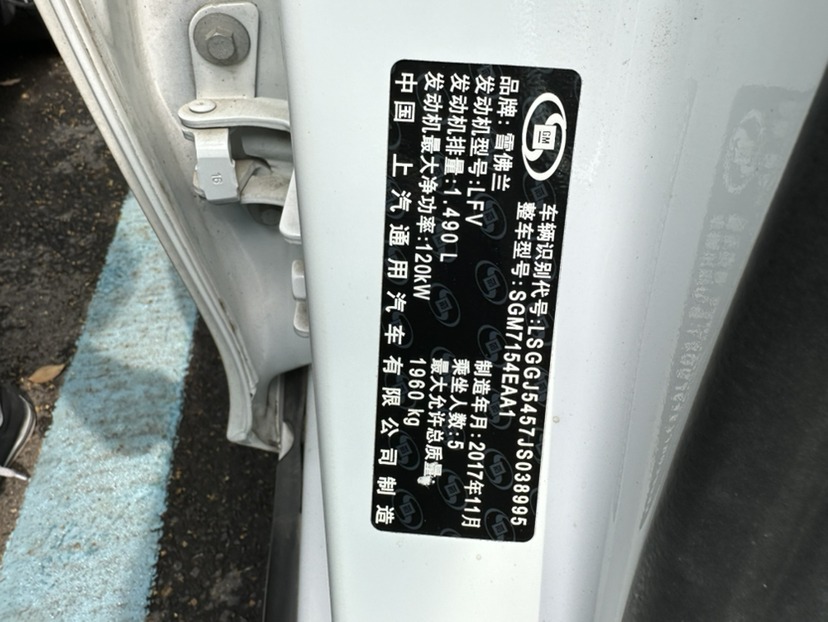 GM
车辆识别代号:LSGGJ5457JS038995
整车型号:SGM7154EAA1
品牌:雪佛兰
发动机型号:LFV 制造年月:2017年11月
发动机排量:1.490 L 乘坐人数:5
发动机最大净功率:120kW 最大允许总质量:
1960 kg
中国 上汽通用汽车有限公司制造
16